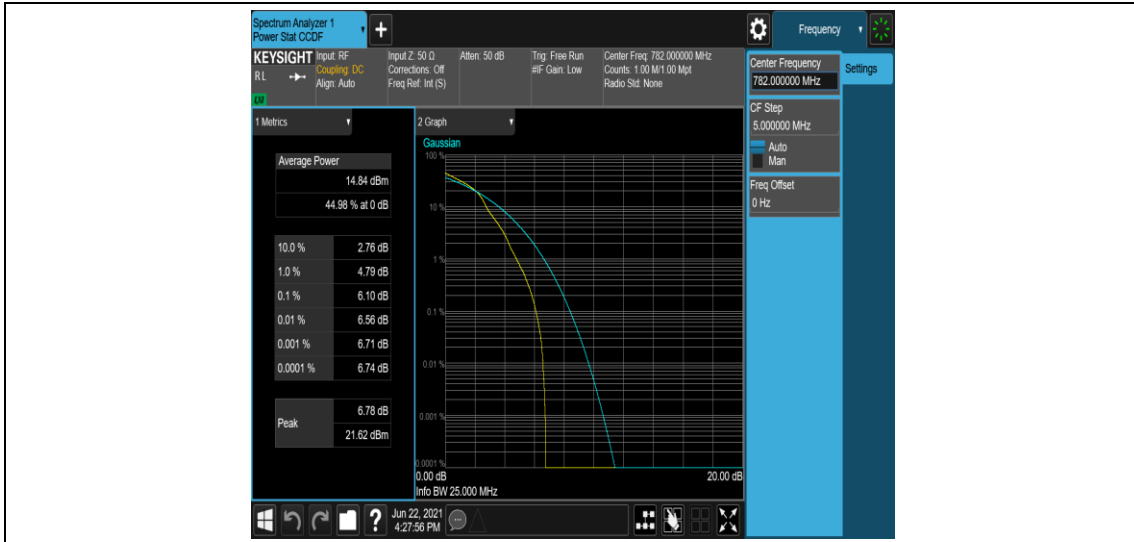 Spectrum Analyzer 1
Power Stat CCDF
+
Frequency
KEYSIGHT
RL
LXI
Input: RF
Coupling: DC
Align: Auto
Input Z: 50 Ω
Corrections: Off
Freq Ref: Int (S)
Atten: 50 dB
Trig: Free Run
#IF Gain: Low
Center Freq: 782.000000 MHz
Counts: 1.00 M/1.00 Mpt
Radio Std: None
Center Frequency
782.000000 MHz
Settings
CF Step
5.000000 MHz
Auto
Man
Freq Offset
0 Hz
1 Metrics
Average Power
14.84 dBm
44.98 % at 0 dB
10.0 % 2.76 dB
1.0 % 4.79 dB
0.1 % 6.10 dB
0.01 % 6.56 dB
0.001 % 6.71 dB
0.0001 % 6.74 dB
Peak 6.78 dB
21.62 dBm
2 Graph
Gaussian
100 %
10 %
1 %
0.1 %
0.01 %
0.001 %
0.0001 %
0.00 dB 20.00 dB
Info BW 25.000 MHz
?
Jun 22, 2021
4:27:56 PM